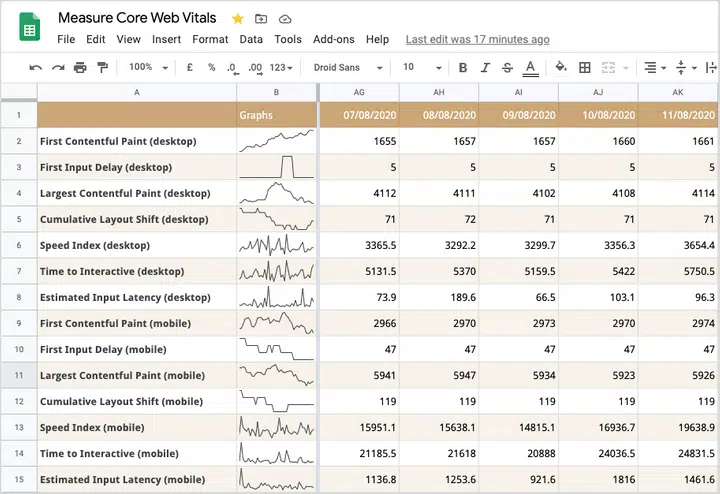 Measure Core Web Vitals
File Edit View Insert Format Data Tools Add-ons Help Last edit was 17 minutes ago
100% £ % .0 .00 123 Droid Sans 10 B I S A
A B AG AH AI AJ AK
1 Graphs 07/08/2020 08/08/2020 09/08/2020 10/08/2020 11/08/2020
2 First Contentful Paint (desktop) 1655 1657 1657 1660 1661
3 First Input Delay (desktop) 5 5 5 5 5
4 Largest Contentful Paint (desktop) 4112 4111 4102 4108 4114
5 Cumulative Layout Shift (desktop) 71 72 71 71 71
6 Speed Index (desktop) 3365.5 3292.2 3299.7 3356.3 3654.4
7 Time to Interactive (desktop) 5131.5 5370 5159.5 5422 5750.5
8 Estimated Input Latency (desktop) 73.9 189.6 66.5 103.1 96.3
9 First Contentful Paint (mobile) 2966 2970 2973 2970 2974
10 First Input Delay (mobile) 47 47 47 47 47
11 Largest Contentful Paint (mobile) 5941 5947 5934 5923 5926
12 Cumulative Layout Shift (mobile) 119 119 119 119 119
13 Speed Index (mobile) 15951.1 15638.1 14815.1 16936.7 19638.9
14 Time to Interactive (mobile) 21185.5 21618 20888 24036.5 24831.5
15 Estimated Input Latency (mobile) 1136.8 1253.6 921.6 1816 1461.6